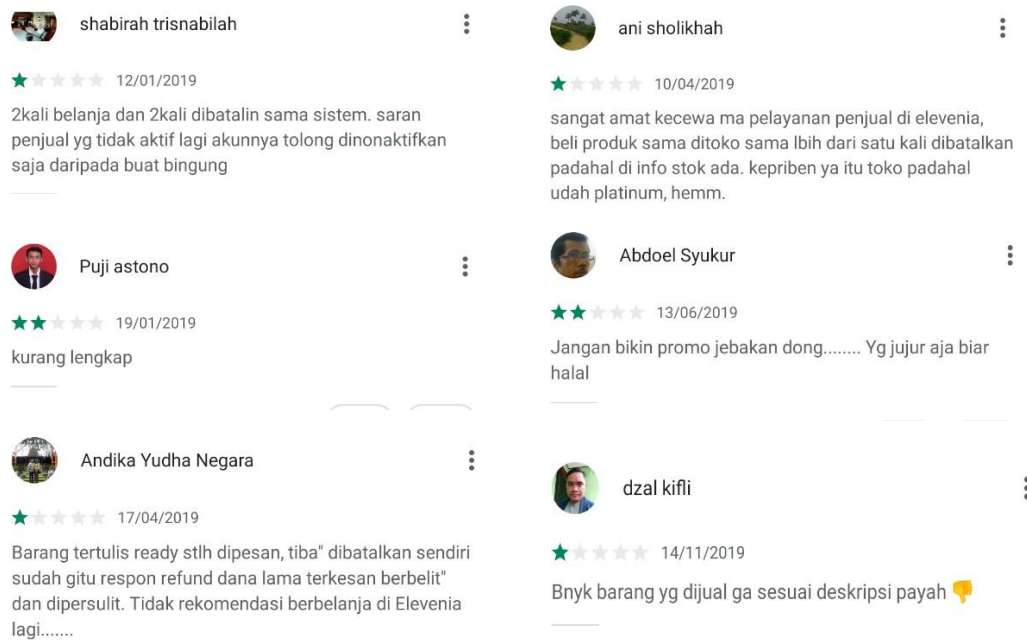 shabirah trisnabilah
12/01/2019
2kali belanja dan 2kali dibatalin sama sistem. saran
penjual yg tidak aktif lagi akunnya tolong dinonaktifkan
saja daripada buat bingung
Puji astono
19/01/2019
kurang lengkap
Andika Yudha Negara
17/04/2019
Barang tertulis ready stlh dipesan, tiba" dibatalkan sendiri
sudah gitu respon refund dana lama terkesan berbelit"
dan dipersulit. Tidak rekomendasi berbelanja di Elevenia
lagi.......
ani sholikhah
10/04/2019
sangat amat kecewa ma pelayanan penjual di elevenia,
beli produk sama ditoko sama lbih dari satu kali dibatalkan
padahal di info stok ada. kepriben ya itu toko padahal
udah platinum, hemm.
Abdoel Syukur
13/06/2019
Jangan bikin promo jebakan dong........ Yg jujur aja biar
halal
dzal kifli
14/11/2019
Bnyk barang yg dijual ga sesuai deskripsi payah 👎